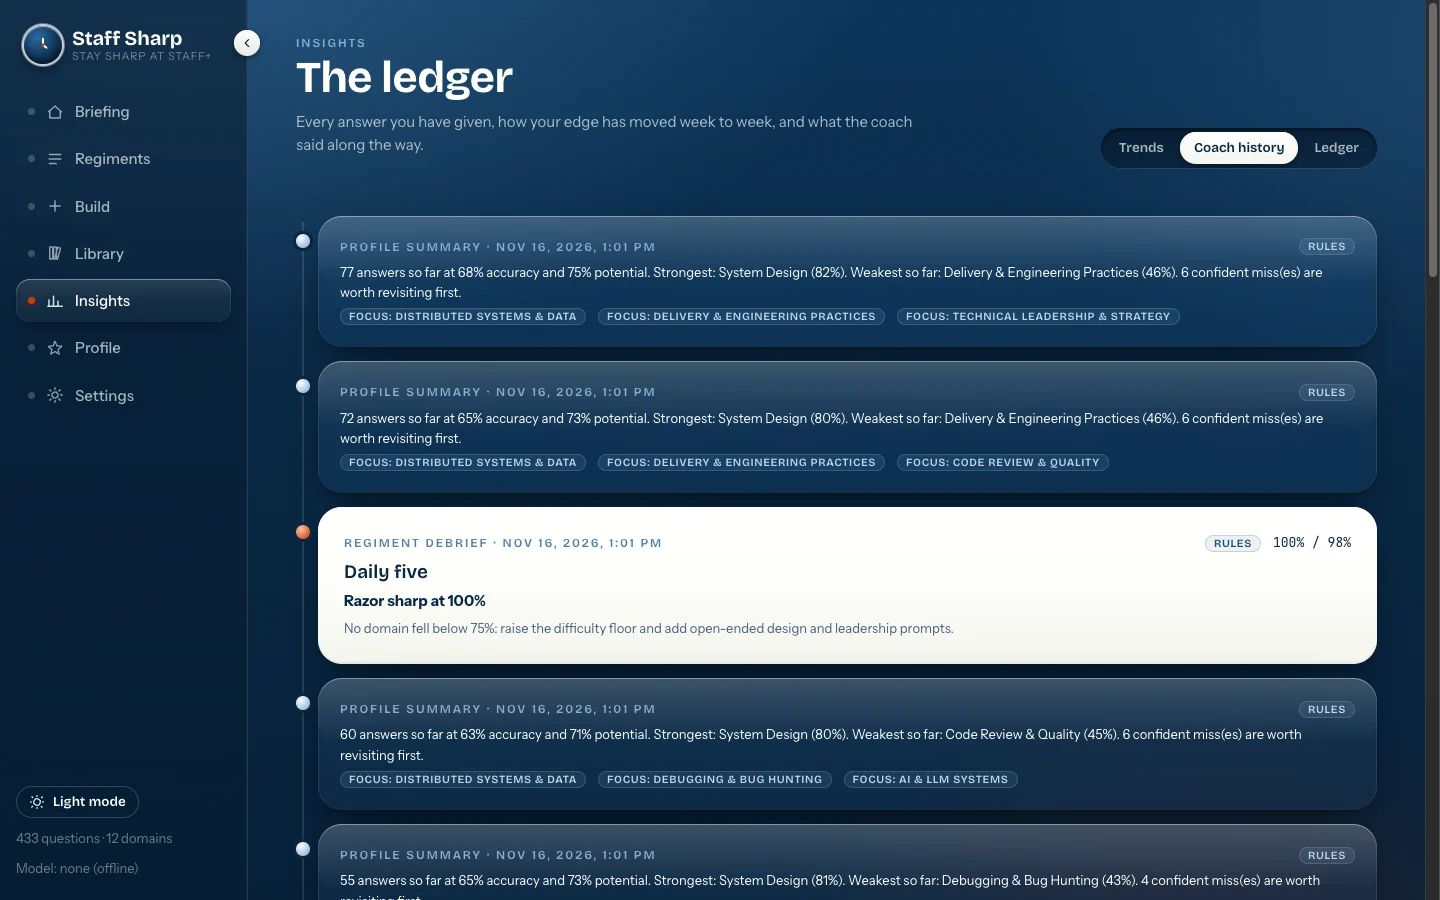 Staff Sharp
STAY SHARP AT STAFF+
Briefing
Regiments
Build
Library
Insights
Profile
Settings
Light mode
433 questions · 12 domains
Model: none (offline)
INSIGHTS
The ledger
Every answer you have given, how your edge has moved week to week, and what the coach
said along the way.
Trends
Coach history
Ledger
PROFILE SUMMARY · NOV 16, 2026, 1:01 PM
RULES
77 answers so far at 68% accuracy and 75% potential. Strongest: System Design (82%). Weakest so far: Delivery & Engineering Practices (46%). 6 confident miss(es) are
worth revisiting first.
FOCUS: DISTRIBUTED SYSTEMS & DATA
FOCUS: DELIVERY & ENGINEERING PRACTICES
FOCUS: TECHNICAL LEADERSHIP & STRATEGY
PROFILE SUMMARY · NOV 16, 2026, 1:01 PM
RULES
72 answers so far at 65% accuracy and 73% potential. Strongest: System Design (80%). Weakest so far: Delivery & Engineering Practices (46%). 6 confident miss(es) are
worth revisiting first.
FOCUS: DISTRIBUTED SYSTEMS & DATA
FOCUS: DELIVERY & ENGINEERING PRACTICES
FOCUS: CODE REVIEW & QUALITY
REGIMENT DEBRIEF · NOV 16, 2026, 1:01 PM
RULES
100% / 98%
Daily five
Razor sharp at 100%
No domain fell below 75%: raise the difficulty floor and add open-ended design and leadership prompts.
PROFILE SUMMARY · NOV 16, 2026, 1:01 PM
RULES
60 answers so far at 63% accuracy and 71% potential. Strongest: System Design (80%). Weakest so far: Code Review & Quality (45%). 6 confident miss(es) are worth
revisiting first.
FOCUS: DISTRIBUTED SYSTEMS & DATA
FOCUS: DEBUGGING & BUG HUNTING
FOCUS: AI & LLM SYSTEMS
PROFILE SUMMARY · NOV 16, 2026, 1:01 PM
RULES
55 answers so far at 65% accuracy and 73% potential. Strongest: System Design (81%). Weakest so far: Debugging & Bug Hunting (43%). 4 confident miss(es) are worth
revisiting first.